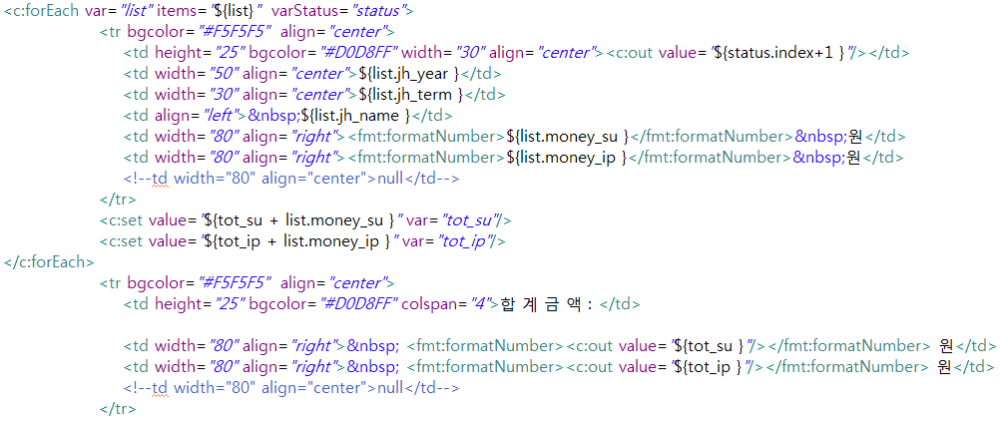 <c:forEach var="list" items="${list}" varStatus="status">
<tr bgcolor="#F5F5F5" align="center">
<td height="25" bgcolor="#D0D8FF" width="30" align="center"><c:out value="${status.index+1 }"/></td>
<td width="50" align="center">${list.jh_year }</td>
<td width="30" align="center">${list.jh_term }</td>
<td align="left">&nbsp;${list.jh_name }</td>
<td width="80" align="right"><fmt:formatNumber>${list.money_su }</fmt:formatNumber>&nbsp;원</td>
<td width="80" align="right"><fmt:formatNumber>${list.money_ip }</fmt:formatNumber>&nbsp;원</td>
<!--td width="80" align="center">null</td-->
</tr>
<c:set value="${tot_su + list.money_su }" var="tot_su"/>
<c:set value="${tot_ip + list.money_ip }" var="tot_ip"/>
</c:forEach>
<tr bgcolor="#F5F5F5" align="center">
<td height="25" bgcolor="#D0D8FF" colspan="4">합 계 금 액 : </td>
<td width="80" align="right">&nbsp; <fmt:formatNumber><c:out value="${tot_su }"/></fmt:formatNumber> 원</td>
<td width="80" align="right">&nbsp; <fmt:formatNumber><c:out value="${tot_ip }"/></fmt:formatNumber> 원</td>
<!--td width="80" align="center">null</td-->
</tr>